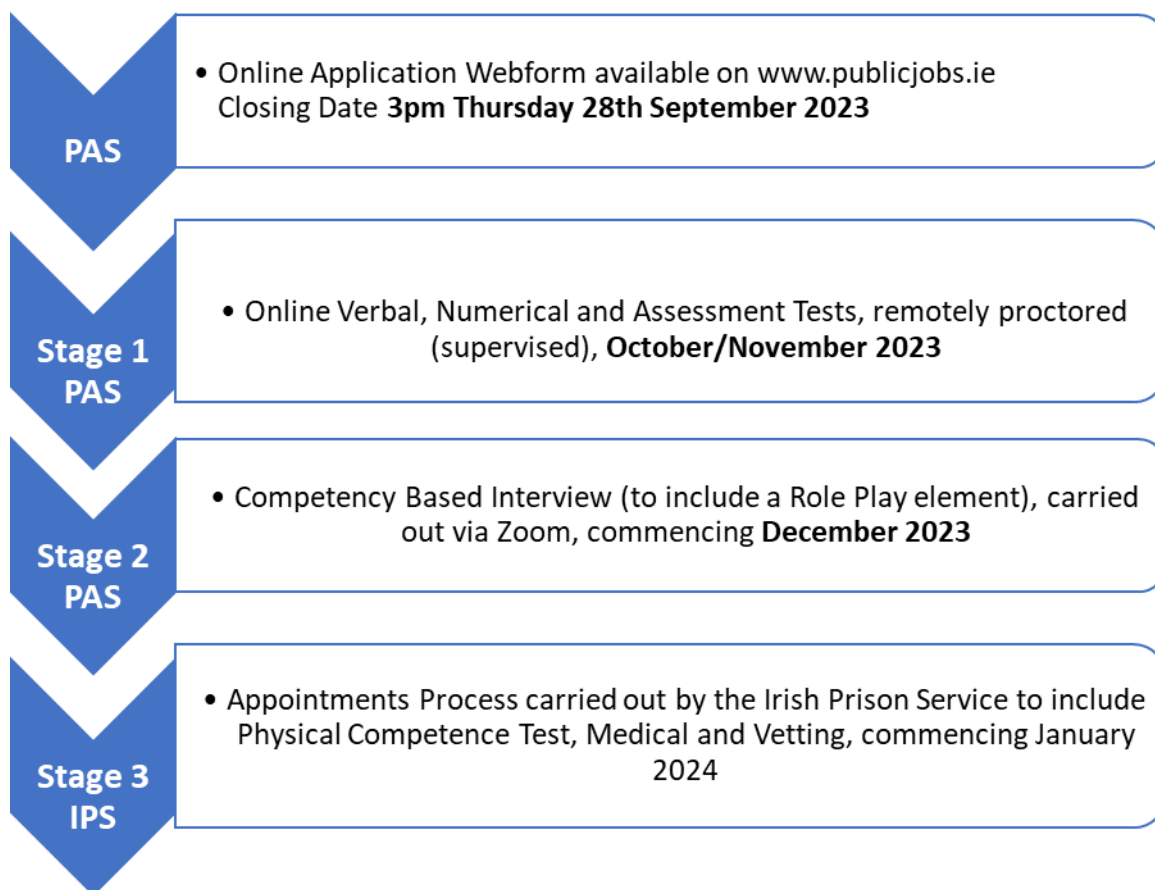 PAS
• Online Application Webform available on www.publicjobs.ie
Closing Date 3pm Thursday 28th September 2023
Stage 1
PAS
• Online Verbal, Numerical and Assessment Tests, remotely proctored
(supervised), October/November 2023
Stage 2
PAS
• Competency Based Interview (to include a Role Play element), carried
out via Zoom, commencing December 2023
Stage 3
IPS
• Appointments Process carried out by the Irish Prison Service to include
Physical Competence Test, Medical and Vetting, commencing January
2024